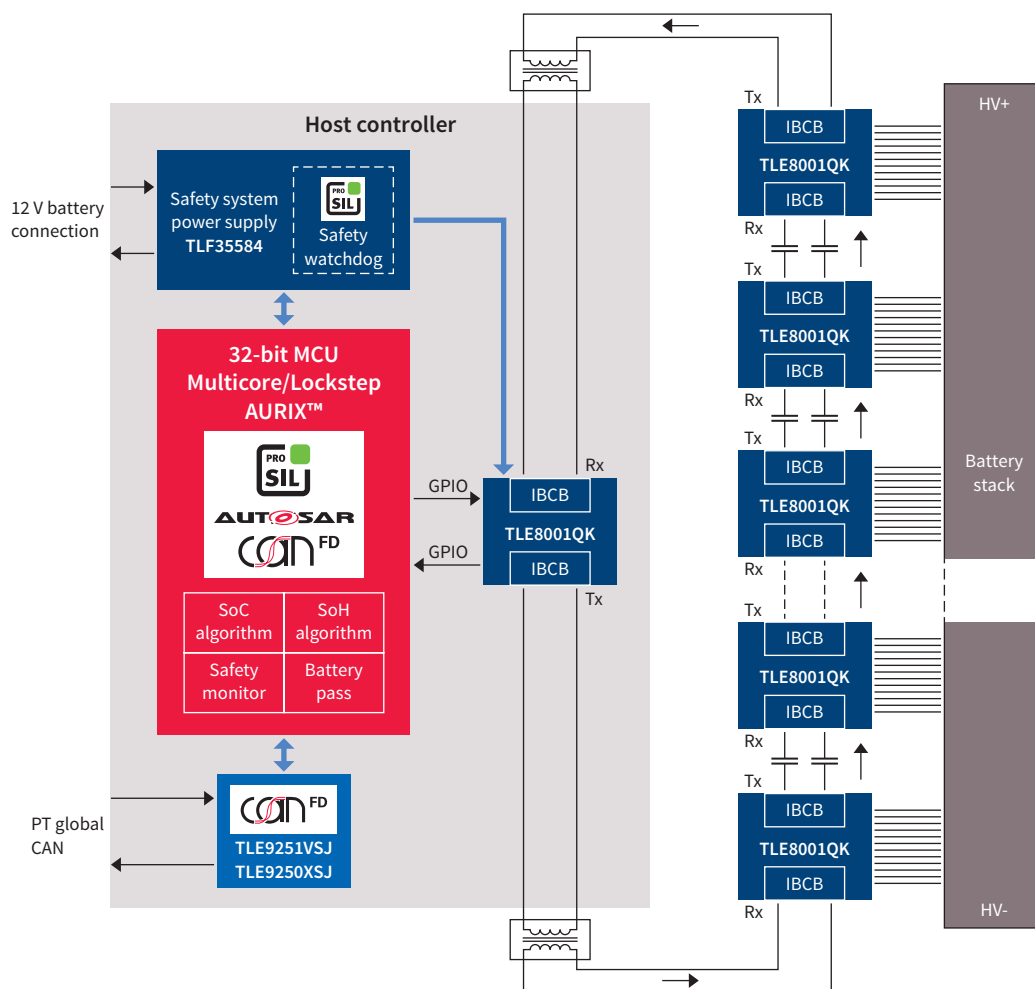 Host controller
12 V battery
connection
Safety system
power supply
TLF35584
PRO
SIL
Safety
watchdog
32-bit MCU
Multicore/Lockstep
AURIX™
PRO
SIL
AUTOSAR
CAN FD
SoC
algorithm
SoH
algorithm
Safety
monitor
Battery
pass
GPIO
GPIO
Rx
IBCB
TLE8001QK
IBCB
Tx
PT global
CAN
CAN FD
TLE9251VSJ
TLE9250XSJ
Tx
IBCB
TLE8001QK
IBCB
Rx
Tx
IBCB
TLE8001QK
IBCB
Rx
Tx
IBCB
TLE8001QK
IBCB
Rx
Tx
IBCB
TLE8001QK
IBCB
Rx
Tx
IBCB
TLE8001QK
IBCB
Rx
HV+
Battery
stack
HV-